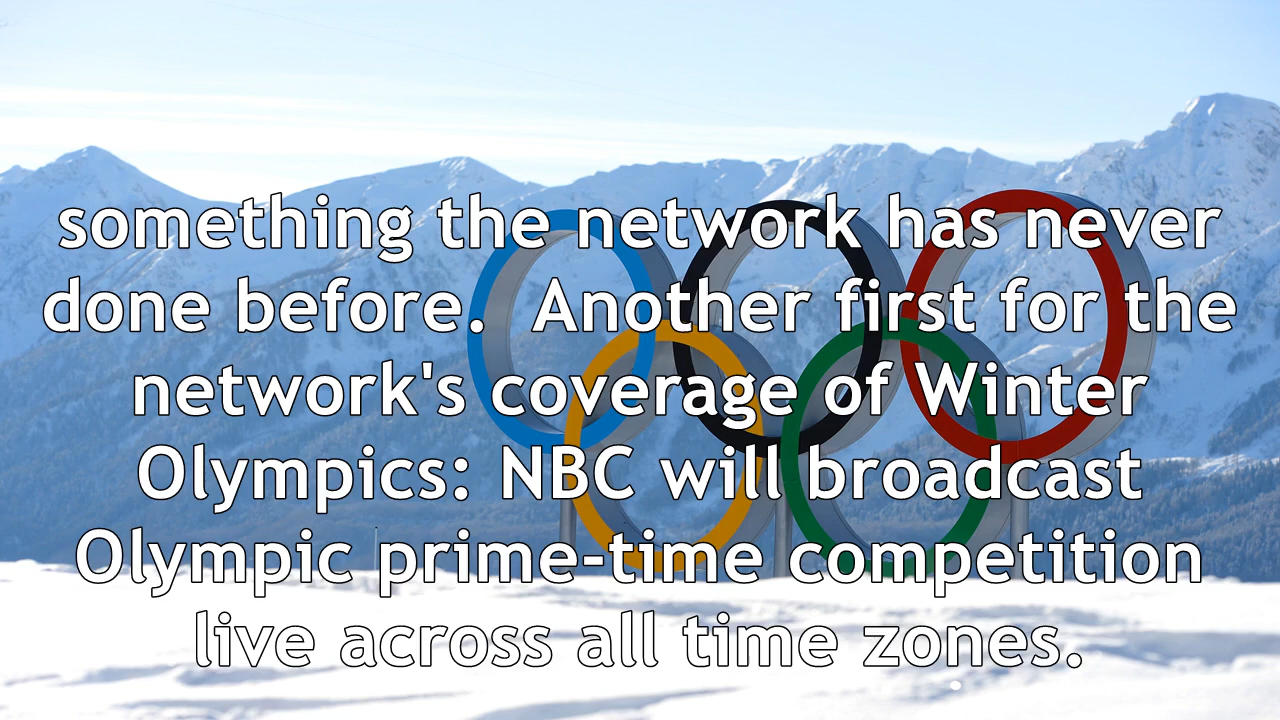 something the network has never
done before.  Another first for the
network's coverage of Winter
Olympics: NBC will broadcast
Olympic prime-time competition
live across all time zones.